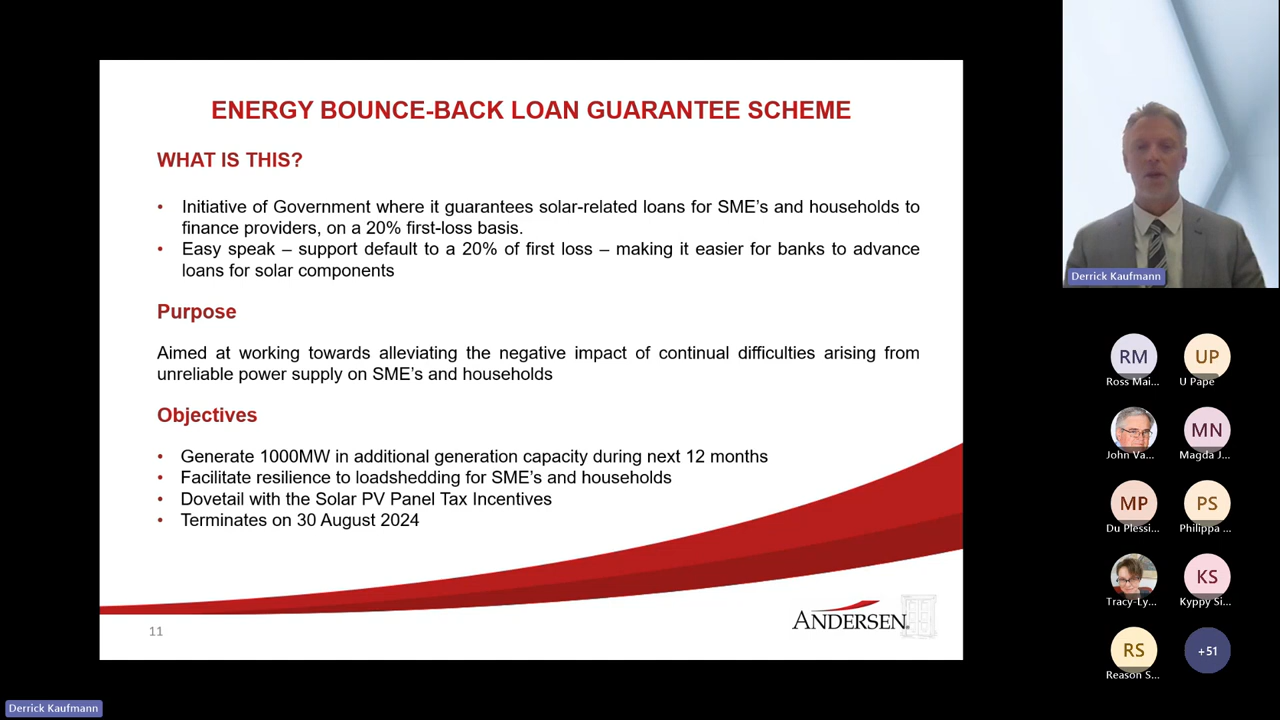 ENERGY BOUNCE-BACK LOAN GUARANTEE SCHEME
WHAT IS THIS?
• Initiative of Government where it guarantees solar-related loans for SME's and households to
finance providers, on a 20% first-loss basis.
• Easy speak – support default to a 20% of first loss – making it easier for banks to advance
loans for solar components
Purpose
Aimed at working towards alleviating the negative impact of continual difficulties arising from
unreliable power supply on SME's and households
Objectives
• Generate 1000MW in additional generation capacity during next 12 months
• Facilitate resilience to loadshedding for SME's and households
• Dovetail with the Solar PV Panel Tax Incentives
• Terminates on 30 August 2024
11
ANDERSEN®
Derrick Kaufmann
RM
UP
Ross Mai...
U Pape
MN
John Va...
Magda J...
MP
PS
Du Plessi...
Philippa ...
KS
Tracy-Ly...
Kyppy Si...
RS
+51
Reason S...
Derrick Kaufmann